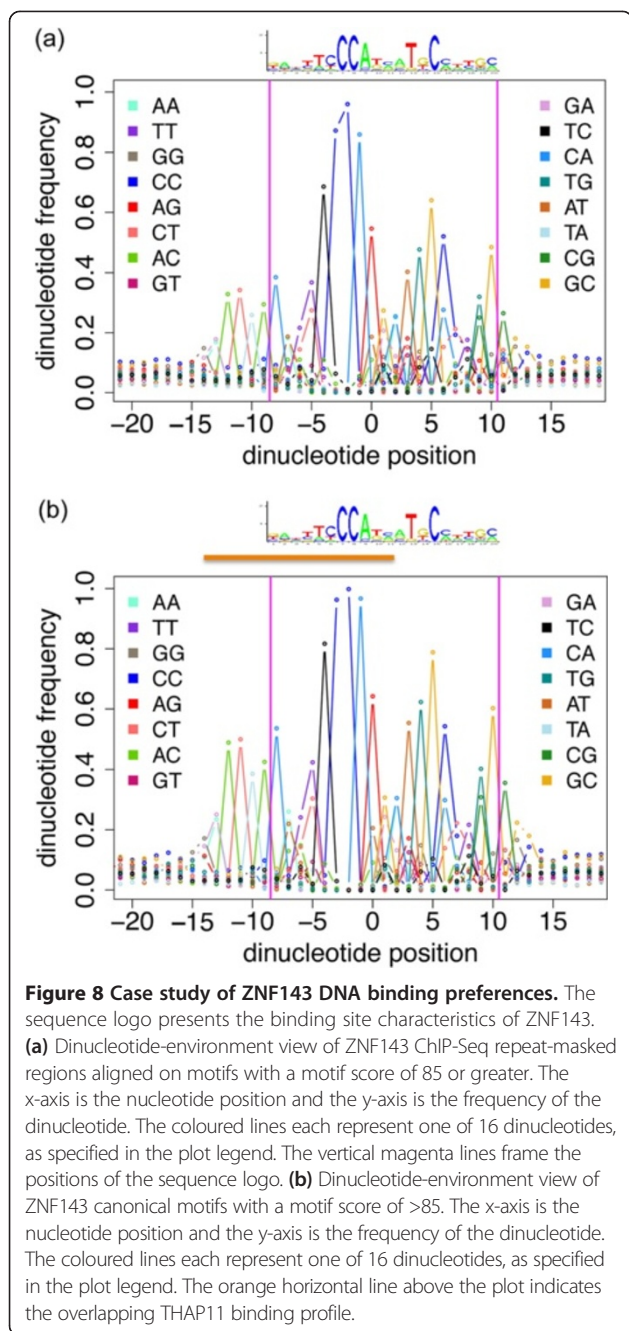 (a)
TTCCCATCATGC
dinucleotide frequency
1.0
0.8
0.6
0.4
0.2
0.0
AA
TT
GG
CC
AG
CT
AC
GT
GA
TC
CA
TG
AT
TA
CG
GC
−20 −15 −10 −5 0 5 10 15
dinucleotide position
(b)
dinucleotide frequency
1.0
0.8
0.6
0.4
0.2
0.0
AA
TT
GG
CC
AG
CT
AC
GT
GA
TC
CA
TG
AT
TA
CG
GC
−20 −15 −10 −5 0 5 10 15
dinucleotide position
Figure 8 Case study of ZNF143 DNA binding preferences. The
sequence logo presents the binding site characteristics of ZNF143.
(a) Dinucleotide-environment view of ZNF143 ChIP-Seq repeat-masked
regions aligned on motifs with a motif score of 85 or greater. The
x-axis is the nucleotide position and the y-axis is the frequency of the
dinucleotide. The coloured lines each represent one of 16 dinucleotides,
as specified in the plot legend. The vertical magenta lines frame the
positions of the sequence logo. (b) Dinucleotide-environment view of
ZNF143 canonical motifs with a motif score of >85. The x-axis is the
nucleotide position and the y-axis is the frequency of the dinucleotide.
The coloured lines each represent one of 16 dinucleotides, as specified
in the plot legend. The orange horizontal line above the plot indicates
the overlapping THAP11 binding profile.